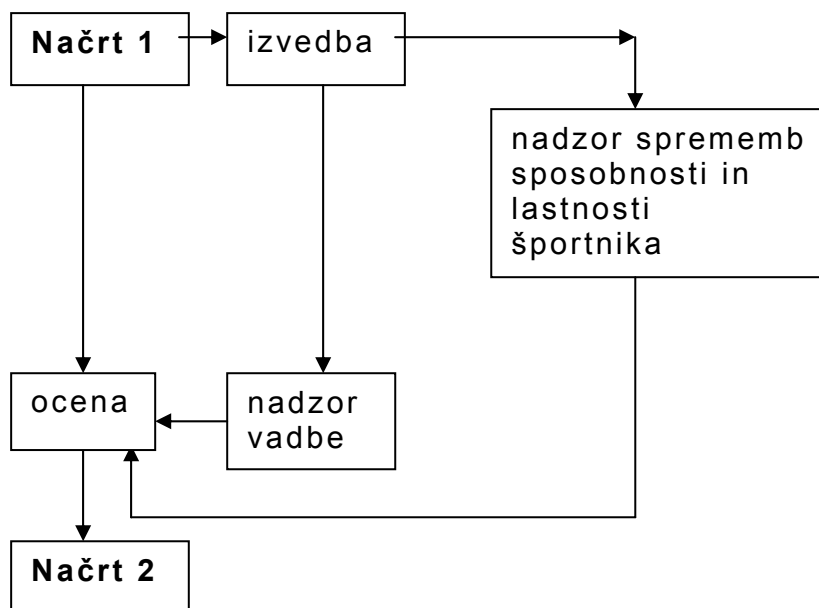 Načrt 1
izvedba
nadzor sprememb
sposobnosti in
lastnosti
športnika
ocena
nadzor
vadbe
Načrt 2